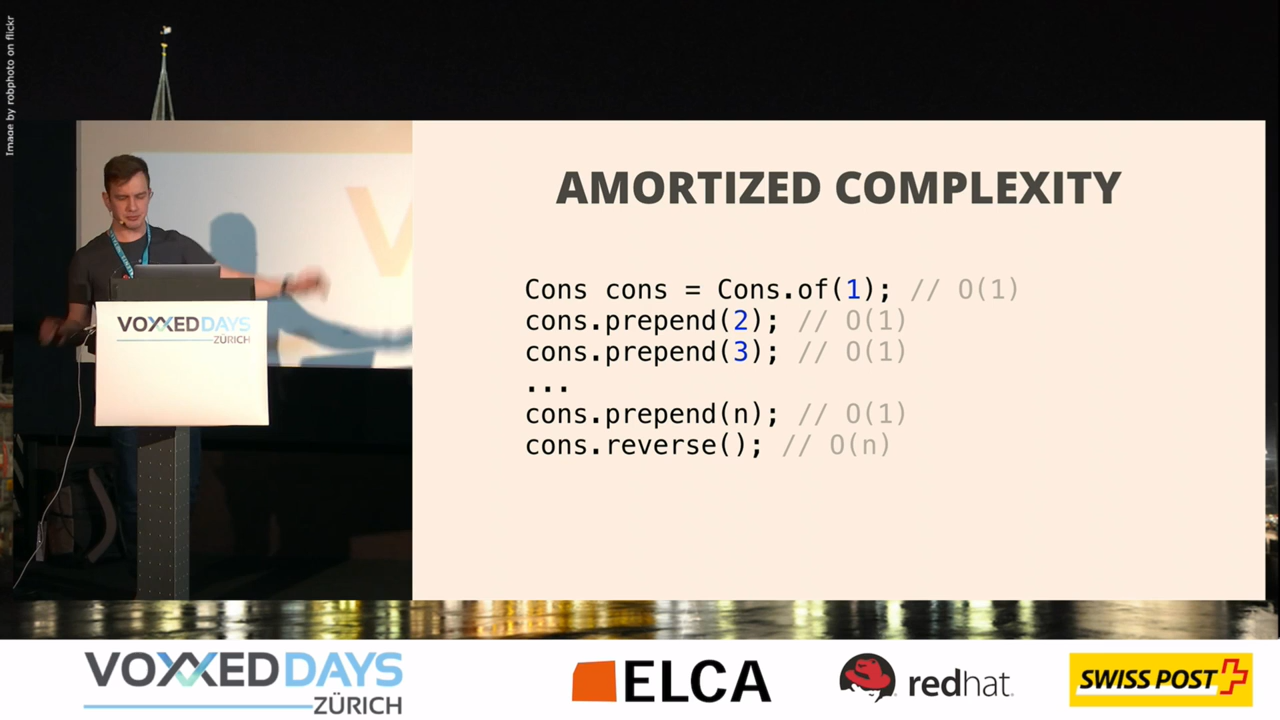 Image by robphoto on flickr
AMORTIZED COMPLEXITY
Cons cons = Cons.of(1); // O(1)
cons.prepend(2); // O(1)
cons.prepend(3); // O(1)
...
cons.prepend(n); // O(1)
cons.reverse(); // O(n)
VOXXED DAYS
ZÜRICH
VOXXED DAYS
ZÜRICH
ELCA
redhat.
SWISS POST